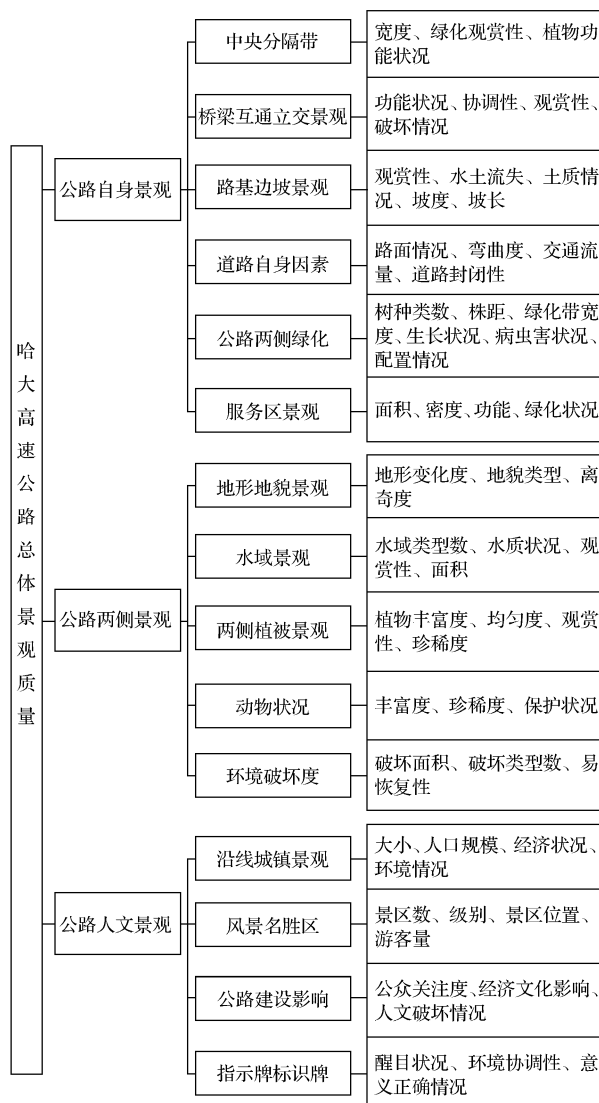 哈大高速公路总体景观质量
公路自身景观
中央分隔带
宽度、绿化观赏性、植物功
能状况
桥梁互通立交景观
功能状况、协调性、观赏性、
破坏情况
路基边坡景观
观赏性、水土流失、土质情
况、坡度、坡长
道路自身因素
路面情况、弯曲度、交通流
量、道路封闭性
公路两侧绿化
树种类数、株距、绿化带宽
度、生长状况、病虫害状况、
配置情况
服务区景观
面积、密度、功能、绿化状况
公路两侧景观
地形地貌景观
地形变化度、地貌类型、离
奇度
水域景观
水域类型数、水质状况、观
赏性、面积
两侧植被景观
植物丰富度、均匀度、观赏
性、珍稀度
动物状况
丰富度、珍稀度、保护状况
环境破坏度
破坏面积、破坏类型数、易
恢复性
公路人文景观
沿线城镇景观
大小、人口规模、经济状况、
环境情况
风景名胜区
景区数、级别、景区位置、
游客量
公路建设影响
公众关注度、经济文化影响、
人文破坏情况
指示牌标识牌
醒目状况、环境协调性、意
义正确情况